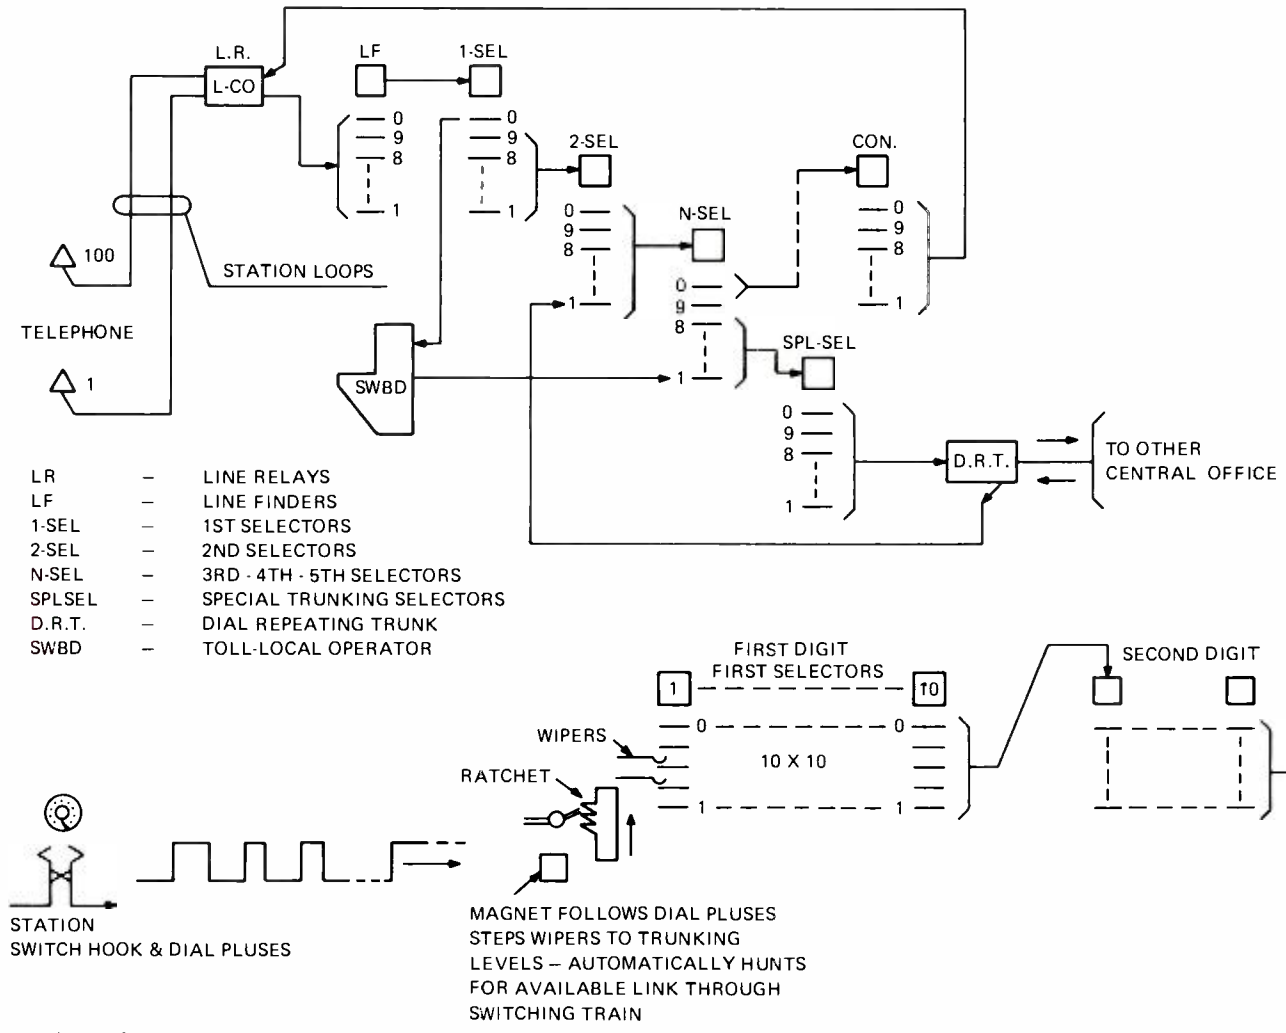 L.R.
L-CO
LF
1-SEL
0
9
8
1
0
9
8
1
2-SEL
0
9
8
1
N-SEL
0
9
8
1
CON.
0
9
8
1
SPL-SEL
0
9
8
1
100
STATION LOOPS
TELEPHONE
1
SWBD
D.R.T.
TO OTHER
CENTRAL OFFICE
LR – LINE RELAYS
LF – LINE FINDERS
1-SEL – 1ST SELECTORS
2-SEL – 2ND SELECTORS
N-SEL – 3RD - 4TH - 5TH SELECTORS
SPLSEL – SPECIAL TRUNKING SELECTORS
D.R.T. – DIAL REPEATING TRUNK
SWBD – TOLL-LOCAL OPERATOR
FIRST DIGIT
FIRST SELECTORS
1
10
0
0
10 X 10
1
1
SECOND DIGIT
WIPERS
RATCHET
STATION
SWITCH HOOK & DIAL PLUSES
MAGNET FOLLOWS DIAL PLUSES
STEPS WIPERS TO TRUNKING
LEVELS – AUTOMATICALLY HUNTS
FOR AVAILABLE LINK THROUGH
SWITCHING TRAIN